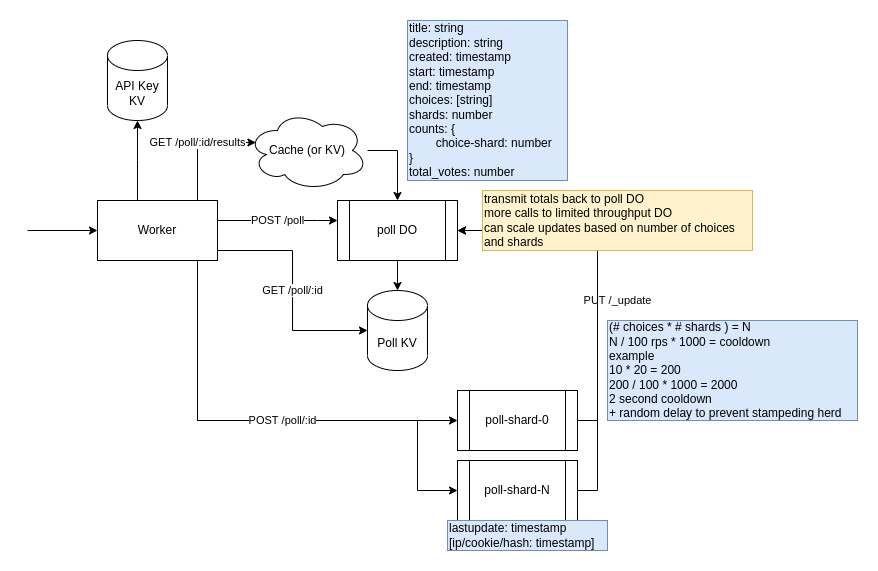 title: string
description: string
created: timestamp
start: timestamp
end: timestamp
choices: [string]
shards: number
counts: {
choice-shard: number
}
total_votes: number
API Key
KV
GET /poll/:id/results
Cache (or KV)
Worker
POST /poll
poll DO
transmit totals back to poll DO
more calls to limited throughput DO
can scale updates based on number of choices
and shards
GET /poll/:id
Poll KV
PUT /_update
(# choices * # shards ) = N
N / 100 rps * 1000 = cooldown
example
10 * 20 = 200
200 / 100 * 1000 = 2000
2 second cooldown
+ random delay to prevent stampeding herd
POST /poll/:id
poll-shard-0
poll-shard-N
lastupdate: timestamp
[ip/cookie/hash: timestamp]